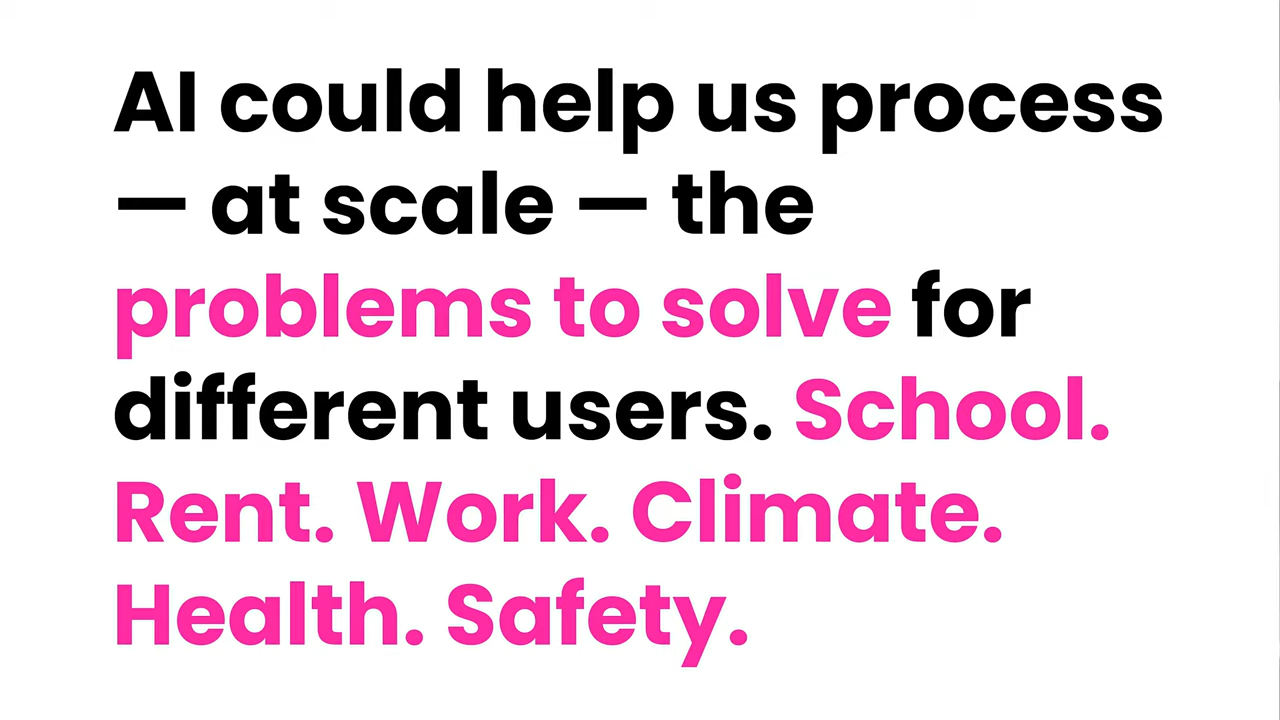 AI could help us process
— at scale — the
problems to solve for
different users. School.
Rent. Work. Climate.
Health. Safety.